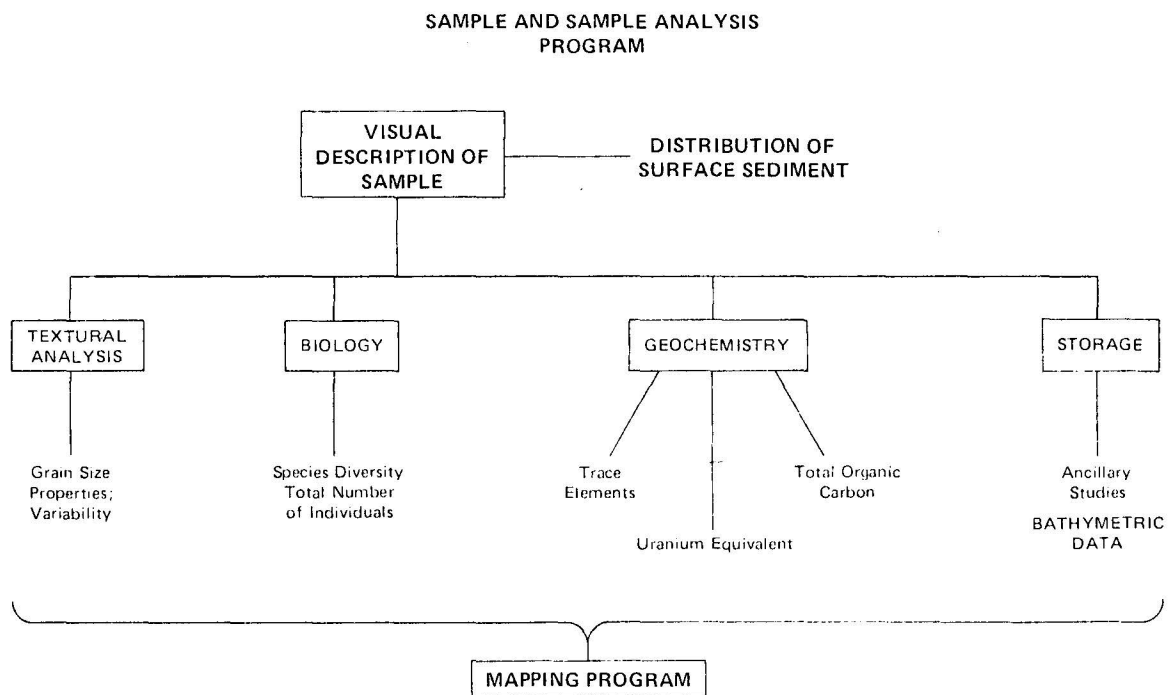 SAMPLE AND SAMPLE ANALYSIS
PROGRAM
VISUAL
DESCRIPTION OF
SAMPLE
DISTRIBUTION OF
SURFACE SEDIMENT
TEXTURAL
ANALYSIS
BIOLOGY
GEOCHEMISTRY
STORAGE
Grain Size
Properties;
Variability
Species Diversity
Total Number
of Individuals
Trace
Elements
Uranium Equivalent
Total Organic
Carbon
Ancillary
Studies
BATHYMETRIC
DATA
MAPPING PROGRAM